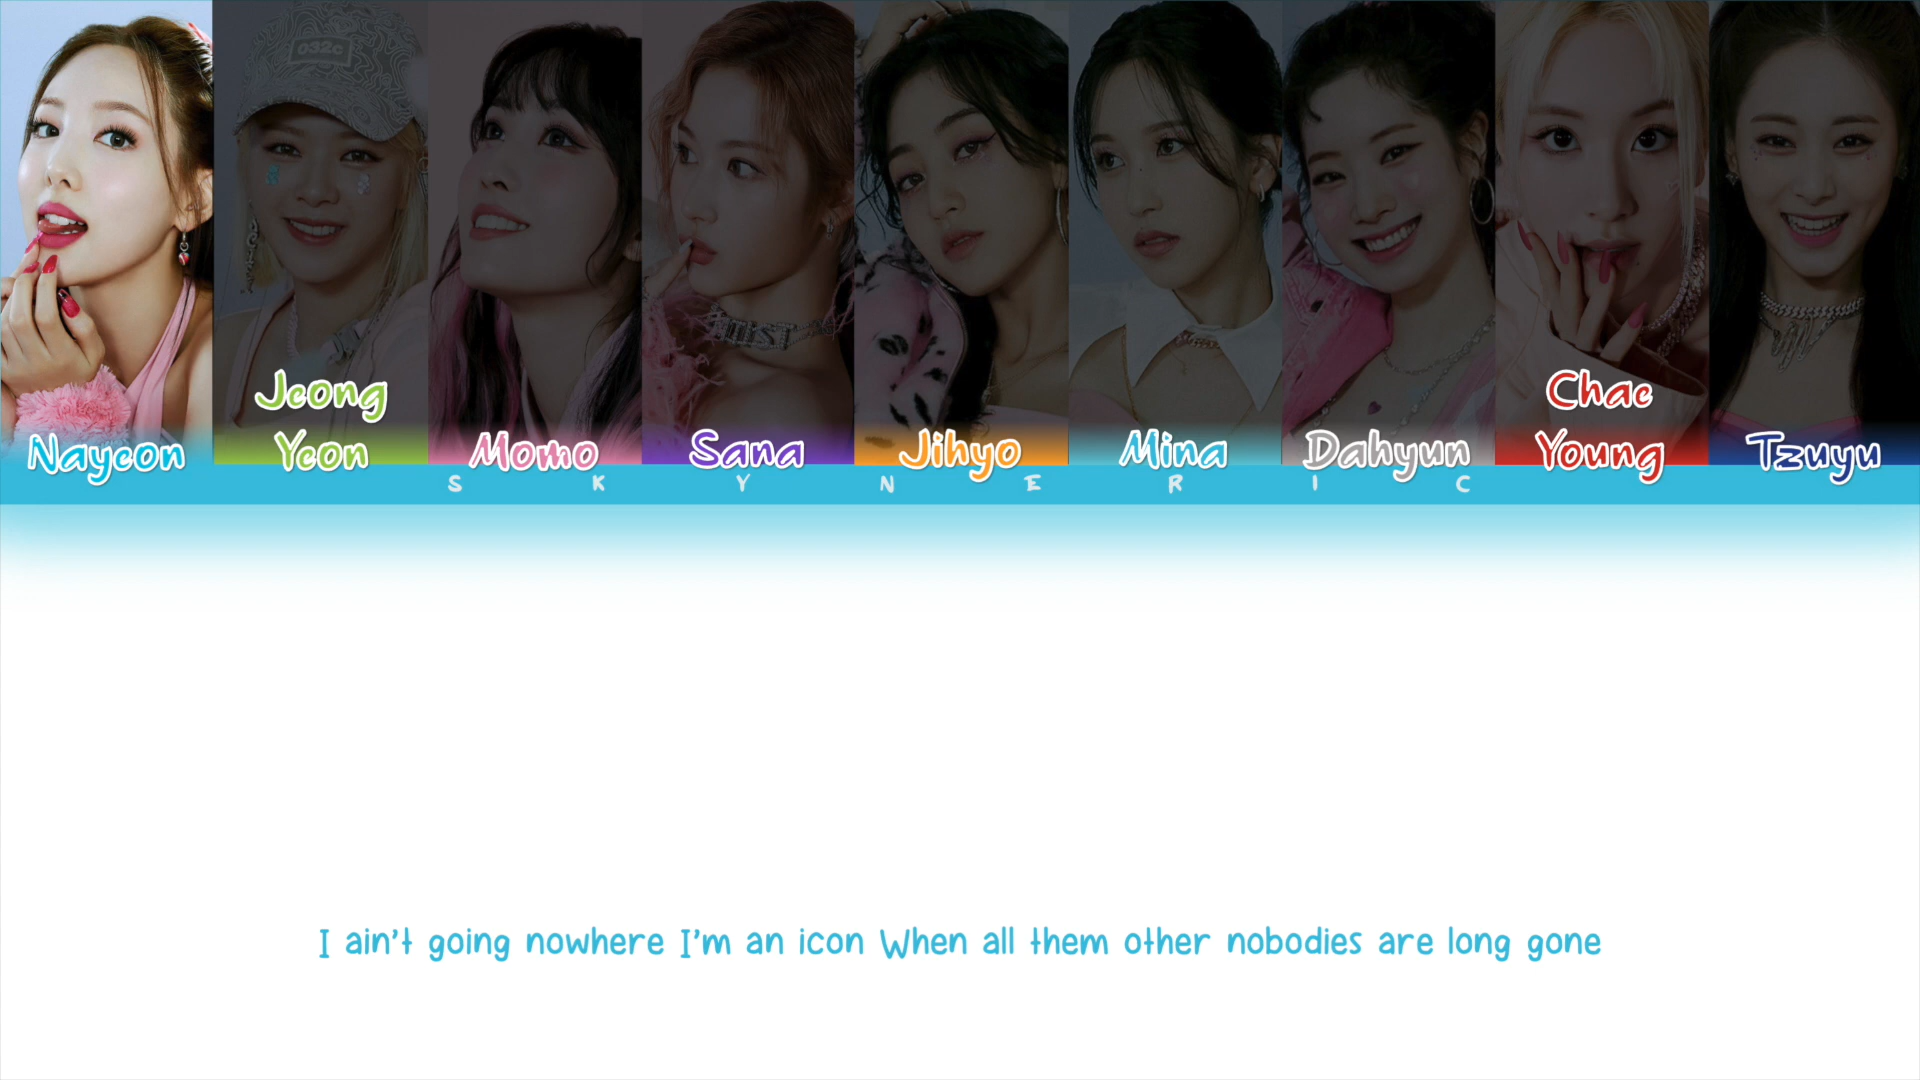 032c
Nayeon
Jeong
Yeon
Momo
Sana
Jihyo
Mina
Dahyun
Chae
Young
Tzuyu
S K Y N E R I C
I ain't going nowhere I'm an icon When all them other nobodies are long gone